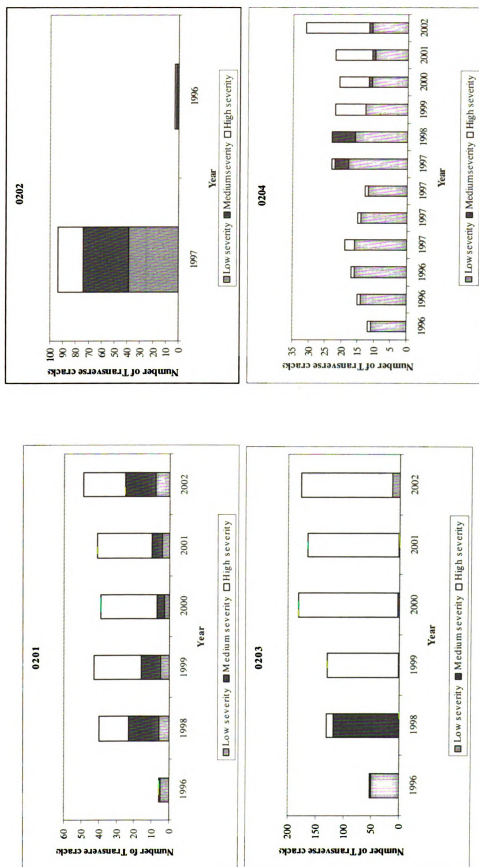 0201
Number fo Transvere cracks
60
50
40
30
20
10
0
1996 1998 1999 2000 2001 2002
Year
Low severity Medium severity High severity
0202
Number of Transverse cracks
100
90
80
70
60
50
40
30
20
10
0
1997 1996
Year
Low severity Medium severity High severity
0203
Number of Transverse cracks
200
150
100
50
0
1996 1998 1999 2000 2001 2002
Year
Low severity Medium severity High severity
0204
Number of Transverse cracks
35
30
25
20
15
10
5
0
1996 1996 1996 1997 1997 1997 1997 1998 1999 2000 2001 2002
Year
Low severity Medium severity High severity